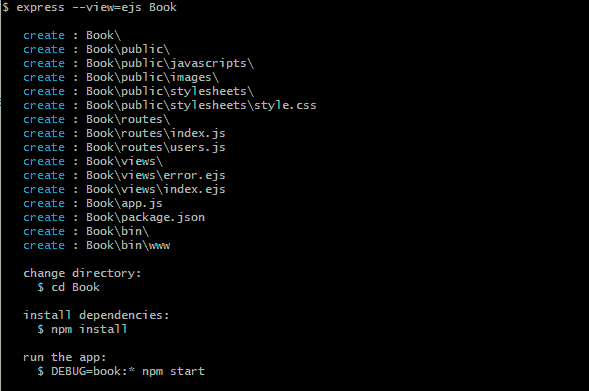 $ express --view=ejs Book
create : Book\
create : Book\public\
create : Book\public\javascripts\
create : Book\public\images\
create : Book\public\stylesheets\
create : Book\public\stylesheets\style.css
create : Book\routes\
create : Book\routes\index.js
create : Book\routes\users.js
create : Book\views\
create : Book\views\error.ejs
create : Book\views\index.ejs
create : Book\app.js
create : Book\package.json
create : Book\bin\
create : Book\bin\www
change directory:
$ cd Book
install dependencies:
$ npm install
run the app:
$ DEBUG=book:* npm start